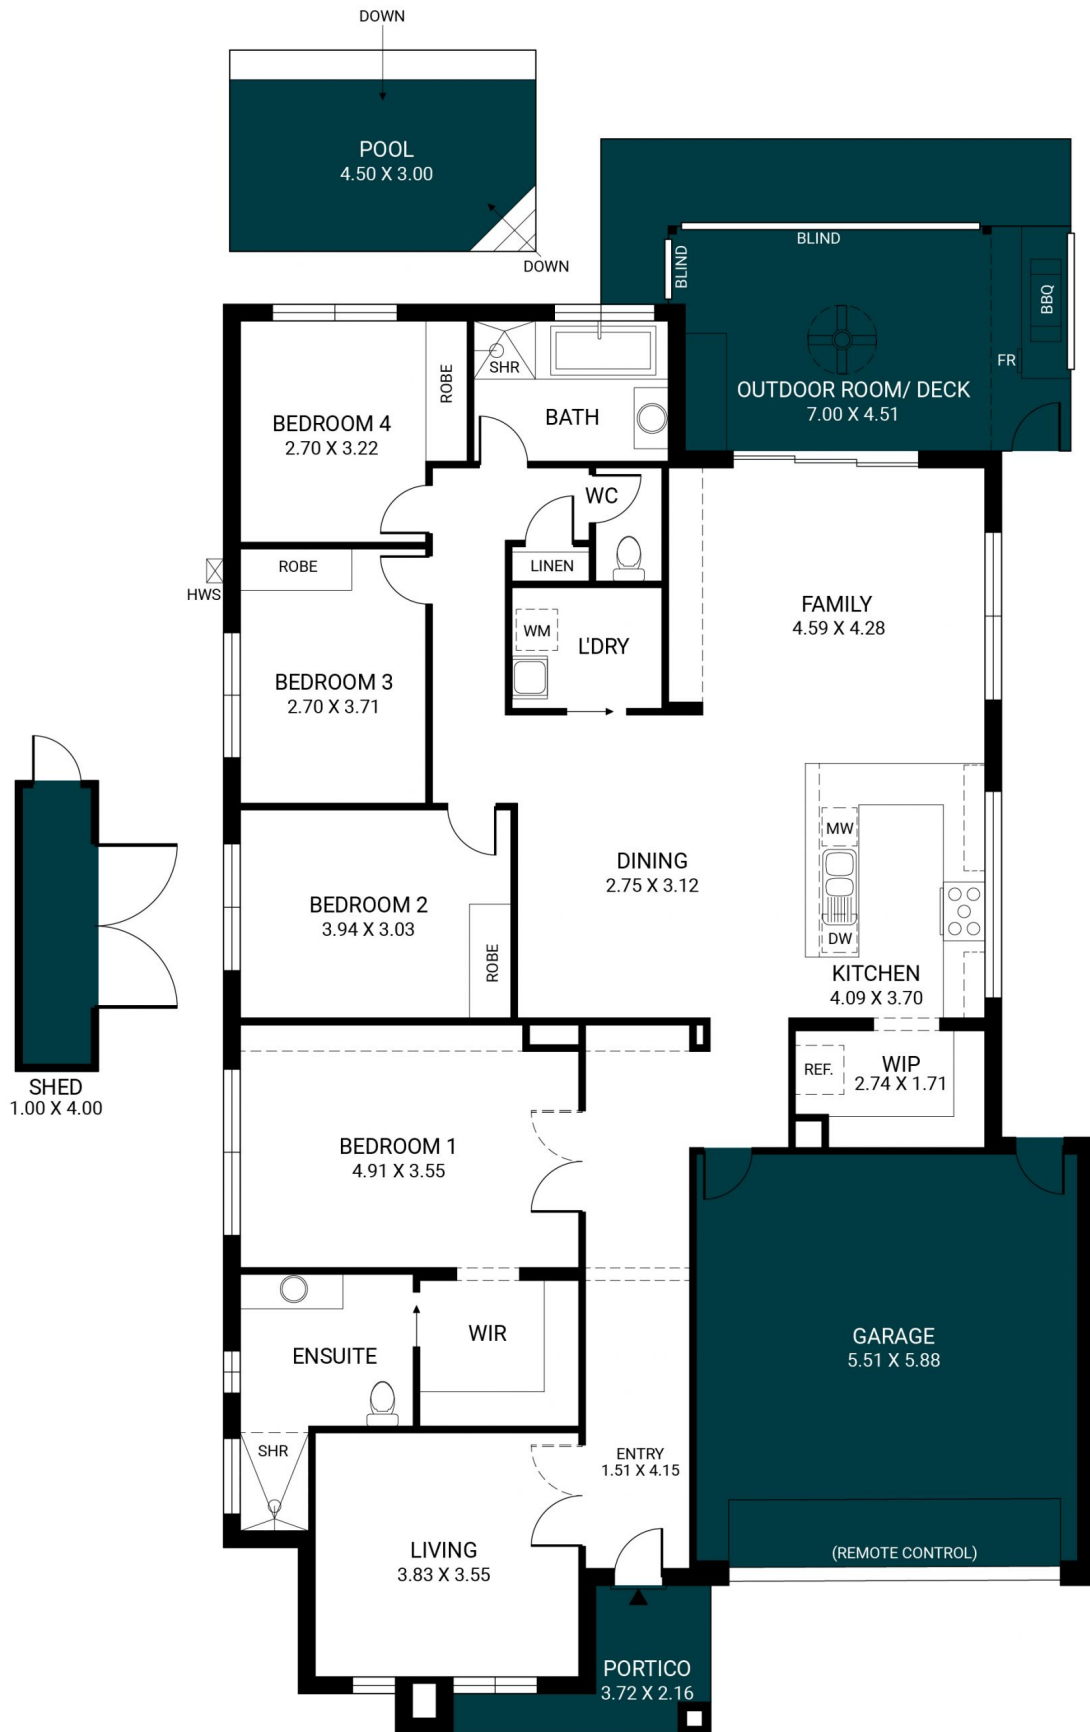 DOWN
POOL
4.50 X 3.00
DOWN
BLIND
BLIND
BBQ
FR
OUTDOOR ROOM/ DECK
7.00 X 4.51
SHR
ROBE
BATH
BEDROOM 4
2.70 X 3.22
WC
LINEN
ROBE
HWS
FAMILY
4.59 X 4.28
WM
L'DRY
BEDROOM 3
2.70 X 3.71
MW
DINING
2.75 X 3.12
BEDROOM 2
3.94 X 3.03
ROBE
DW
KITCHEN
4.09 X 3.70
REF.
WIP
2.74 X 1.71
SHED
1.00 X 4.00
BEDROOM 1
4.91 X 3.55
WIR
ENSUITE
GARAGE
5.51 X 5.88
SHR
ENTRY
1.51 X 4.15
LIVING
3.83 X 3.55
(REMOTE CONTROL)
PORTICO
3.72 X 2.16